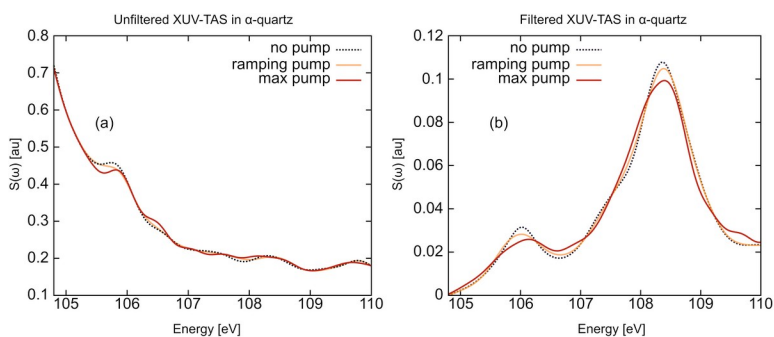 Unfiltered XUV-TAS in α-quartz
no pump
ramping pump
max pump
(a)
S(ω) [au]
0.8
0.7
0.6
0.5
0.4
0.3
0.2
0.1
105 106 107 108 109 110
Energy [eV]
Filtered XUV-TAS in α-quartz
no pump
ramping pump
max pump
(b)
S(ω) [au]
0.12
0.10
0.08
0.06
0.04
0.02
0
105 106 107 108 109 110
Energy [eV]